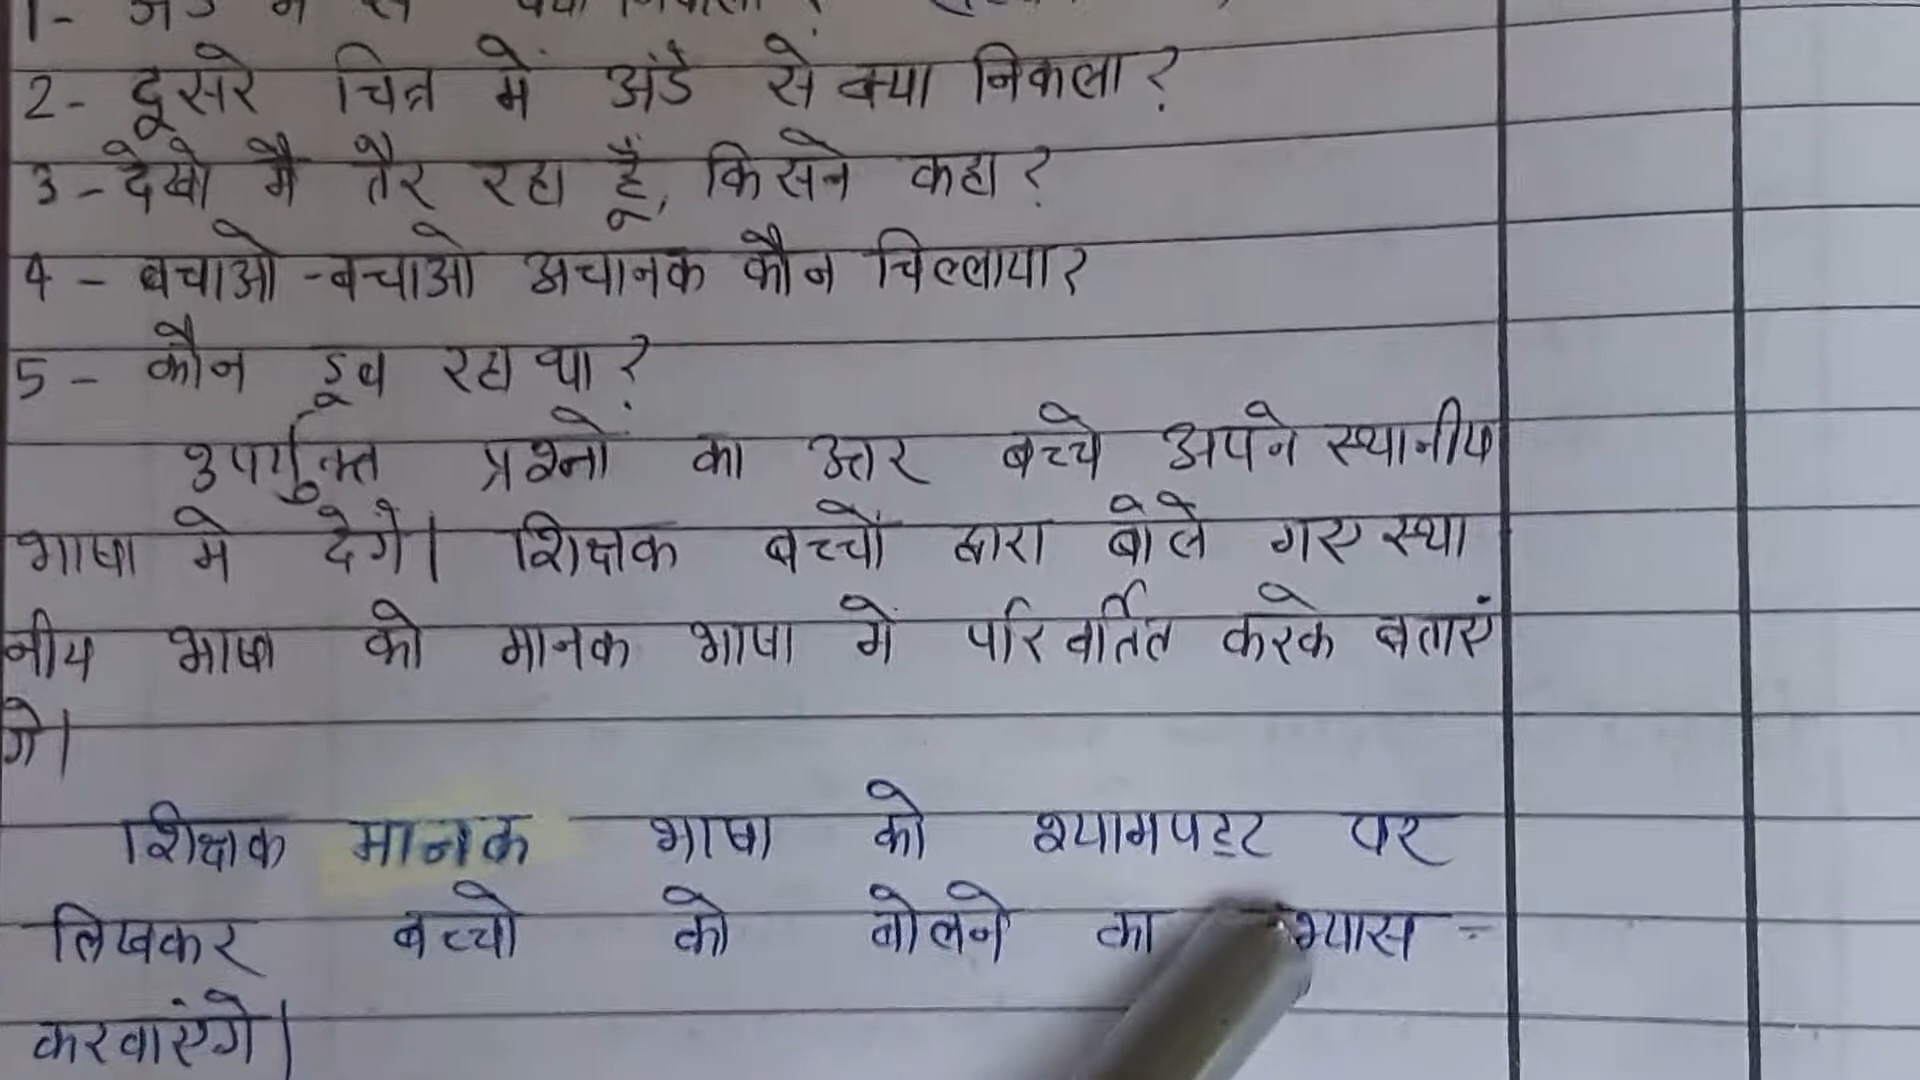 2- दूसरे चित्र में अंडे से क्या निकला?
3- देखो मै तैर रहा हूँ, किसने कहा?
4 - बचाओ -बचाओ अचानक कौन चिल्लाया?
5 - कौन डूब रहा था?
उपर्युक्त प्रश्नों का उत्तर बच्चे अपने स्थानीय
भाषा मे देगें। शिक्षक बच्चों द्वारा बोले गए स्था
नीय भाषा को मानक भाषा में परिवर्तित करके बताएं
गे।
शिक्षक मानक भाषा को श्यामपट्ट पर
लिखकर बच्चो को बोलने का भ्यास -
करवाएंगे।